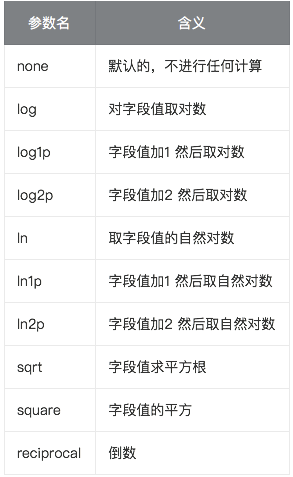 参数名 含义
none 默认的，不进行任何计算
log 对字段值取对数
log1p 字段值加1 然后取对数
log2p 字段值加2 然后取对数
ln 取字段值的自然对数
ln1p 字段值加1 然后取自然对数
ln2p 字段值加2 然后取自然对数
sqrt 字段值求平方根
square 字段值的平方
reciprocal 倒数